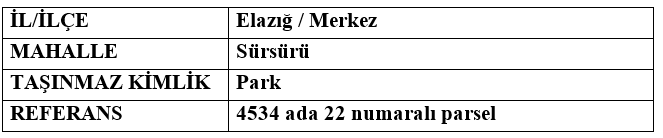 İL/İLÇE Elazığ / Merkez
MAHALLE Sürsürü
TAŞINMAZ KİMLİK Park
REFERANS 4534 ada 22 numaralı parsel